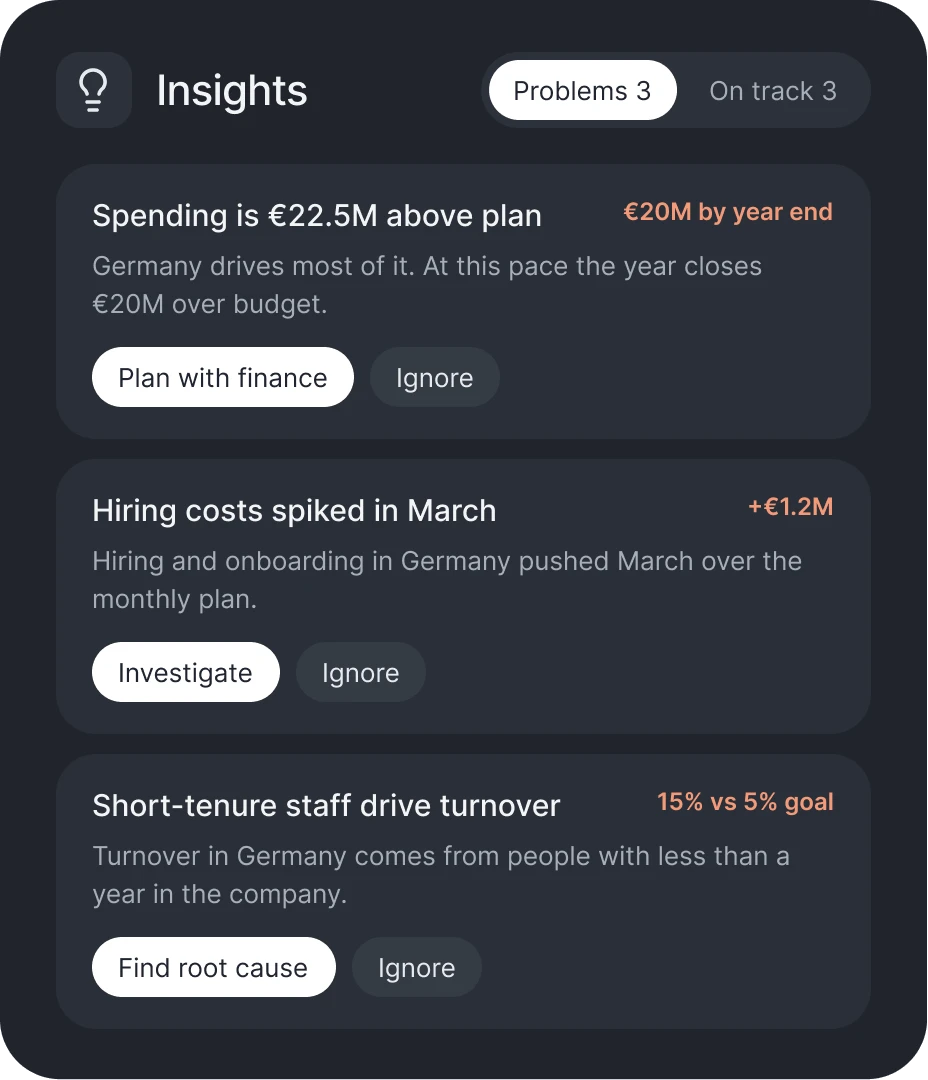 Insights
Problems 3
On track 3
Spending is €22.5M above plan
€20M by year end
Germany drives most of it. At this pace the year closes
€20M over budget.
Plan with finance
Ignore
Hiring costs spiked in March
+€1.2M
Hiring and onboarding in Germany pushed March over the
monthly plan.
Investigate
Ignore
Short-tenure staff drive turnover
15% vs 5% goal
Turnover in Germany comes from people with less than a
year in the company.
Find root cause
Ignore